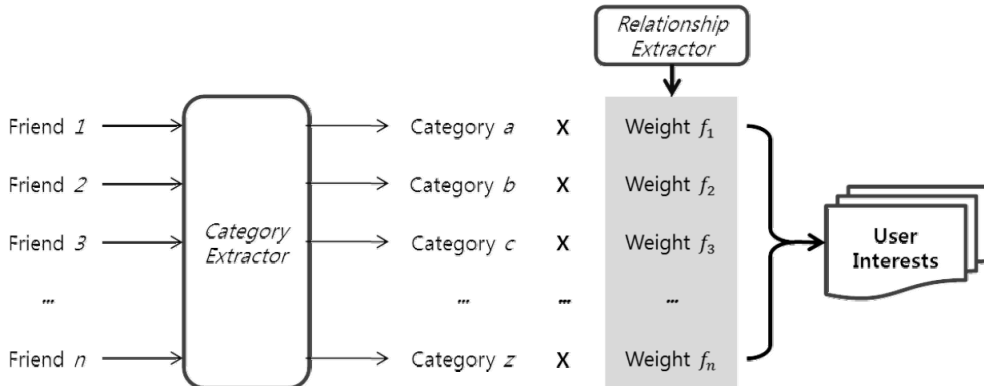 Relationship
Extractor
Friend 1 Category a X Weight f₁
Friend 2 Category b X Weight f₂
Category
Extractor
Friend 3 Category c X Weight f₃
User
Interests
... ... ... ...
Friend n Category z X Weight fₙ